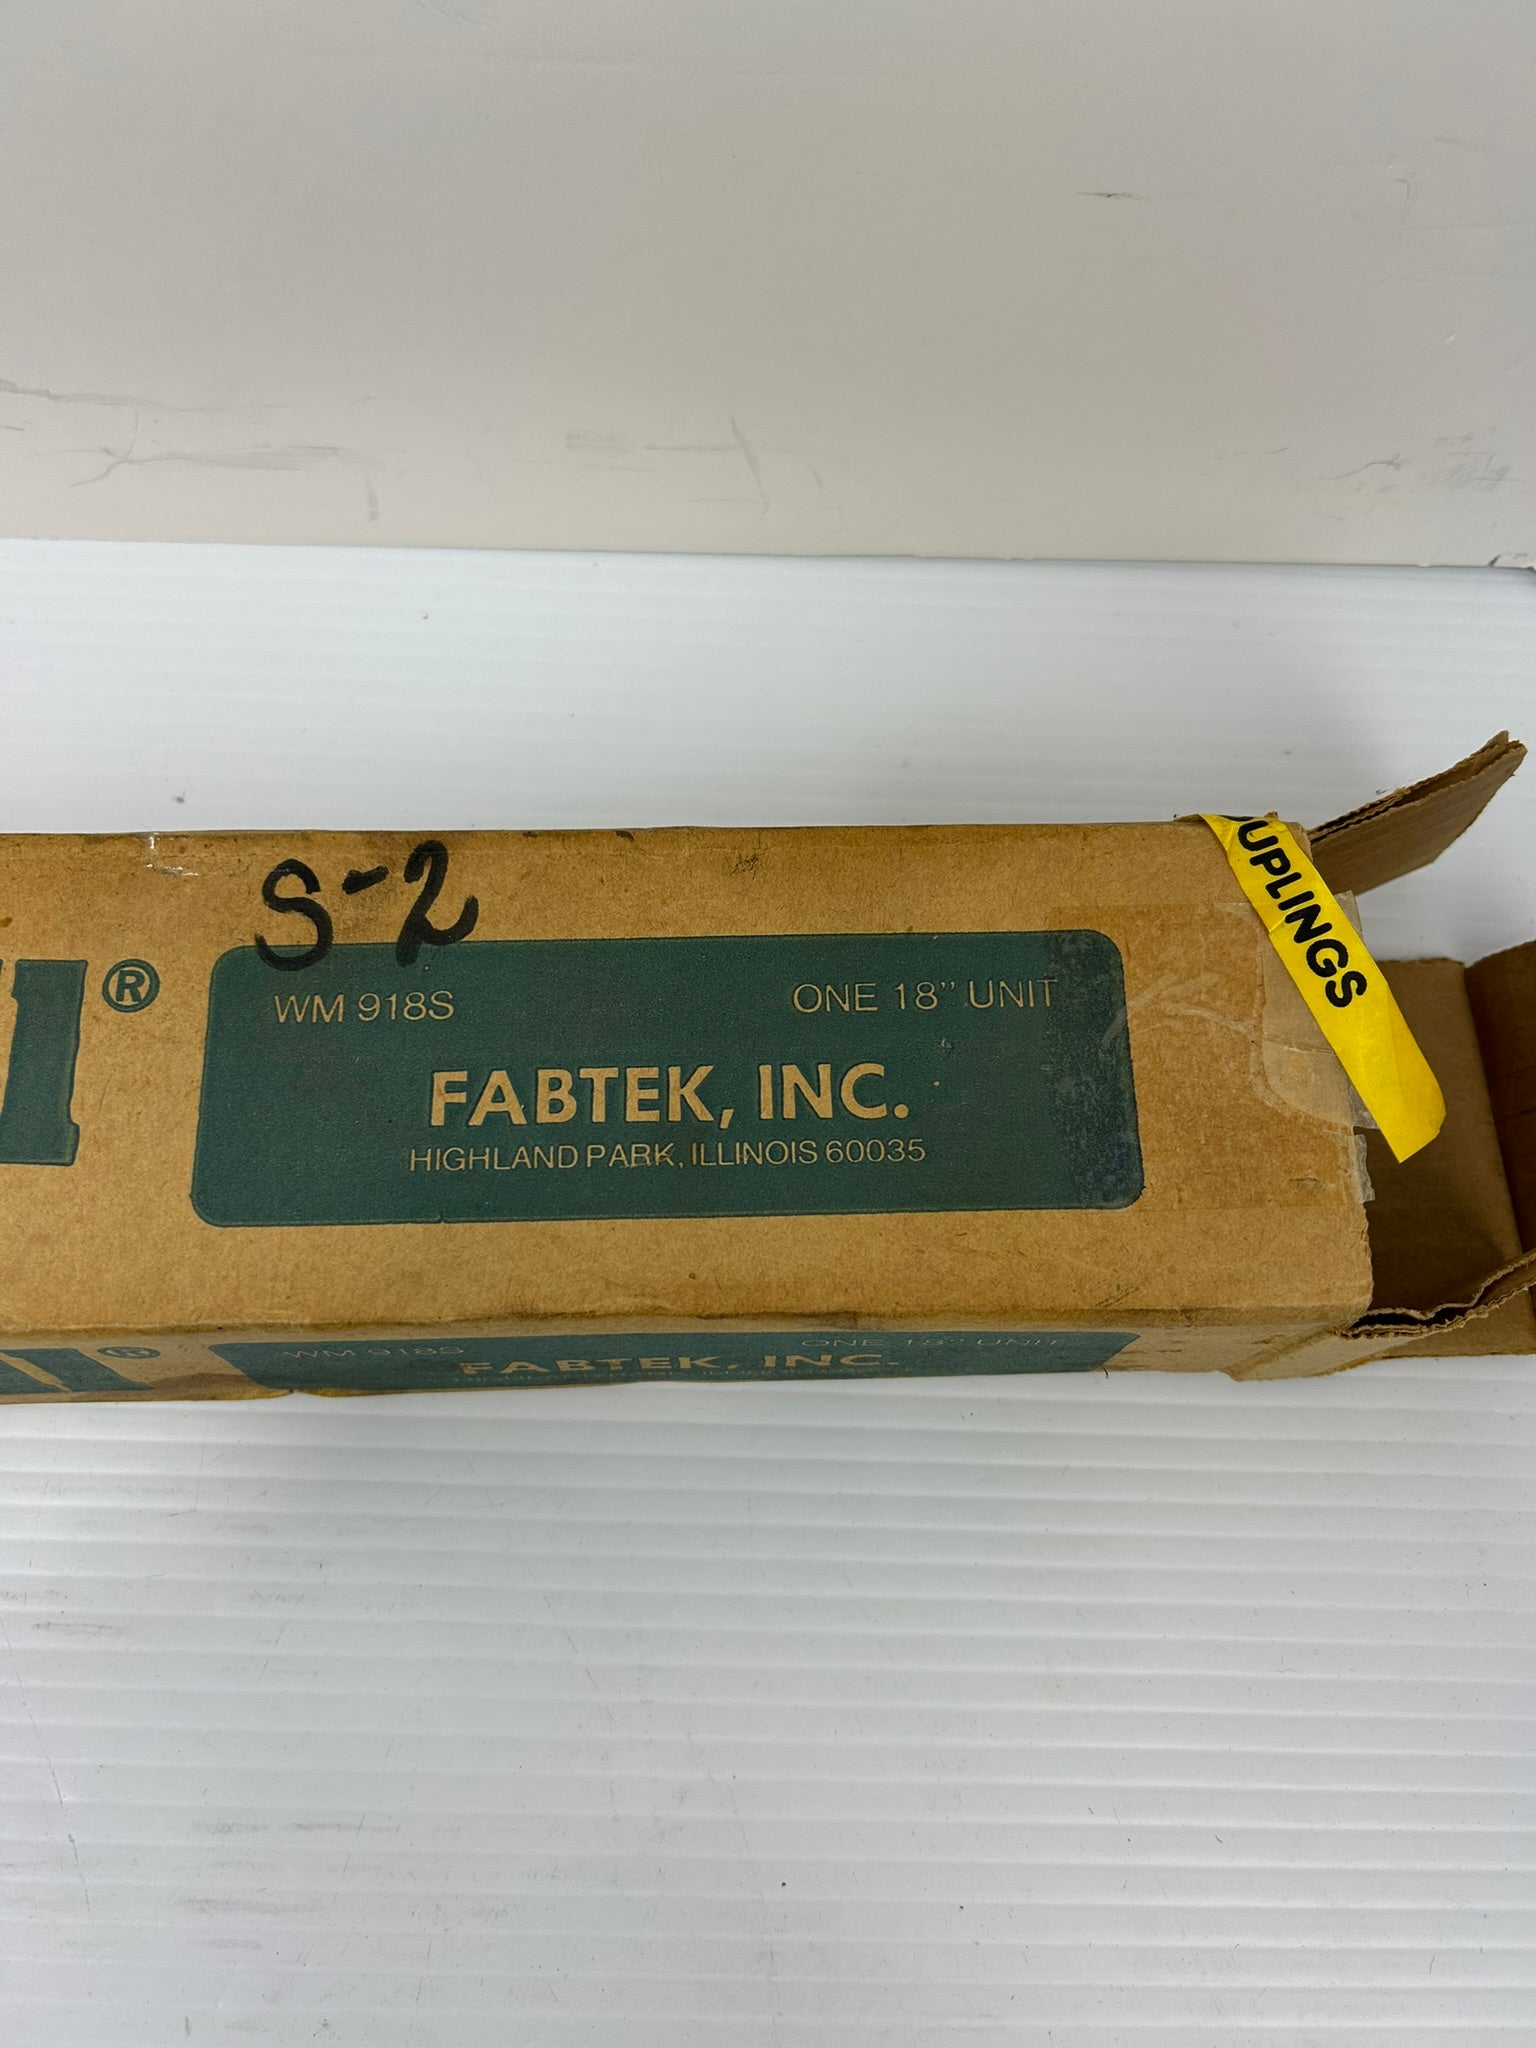 S-2
®
WM 918S
ONE 18" UNIT
FABTEK, INC.
HIGHLAND PARK, ILLINOIS 60035
UPLINGS
®
WM 918S
ONE 18" UNIT
FABTEK, INC.